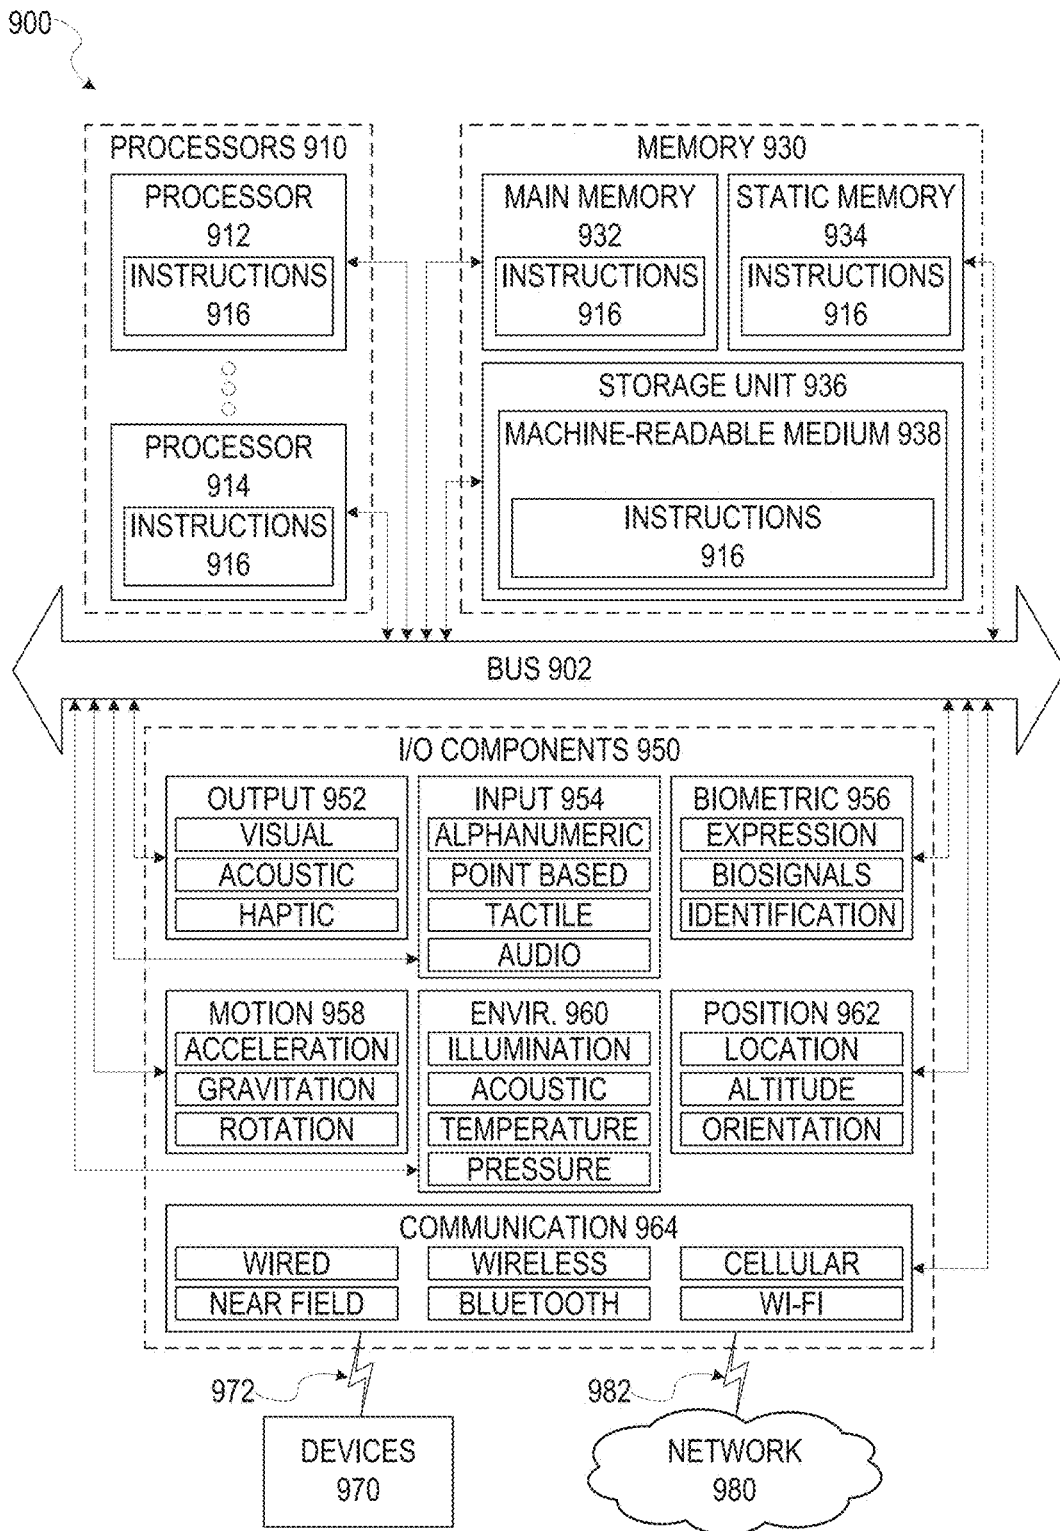 900
PROCESSORS 910
PROCESSOR
912
INSTRUCTIONS
916
PROCESSOR
914
INSTRUCTIONS
916
MEMORY 930
MAIN MEMORY
932
INSTRUCTIONS
916
STATIC MEMORY
934
INSTRUCTIONS
916
STORAGE UNIT 936
MACHINE-READABLE MEDIUM 938
INSTRUCTIONS
916
BUS 902
I/O COMPONENTS 950
OUTPUT 952
VISUAL
ACOUSTIC
HAPTIC
INPUT 954
ALPHANUMERIC
POINT BASED
TACTILE
AUDIO
BIOMETRIC 956
EXPRESSION
BIOSIGNALS
IDENTIFICATION
MOTION 958
ACCELERATION
GRAVITATION
ROTATION
ENVIR. 960
ILLUMINATION
ACOUSTIC
TEMPERATURE
PRESSURE
POSITION 962
LOCATION
ALTITUDE
ORIENTATION
COMMUNICATION 964
WIRED
WIRELESS
CELLULAR
NEAR FIELD
BLUETOOTH
WI-FI
972
982
DEVICES
970
NETWORK
980